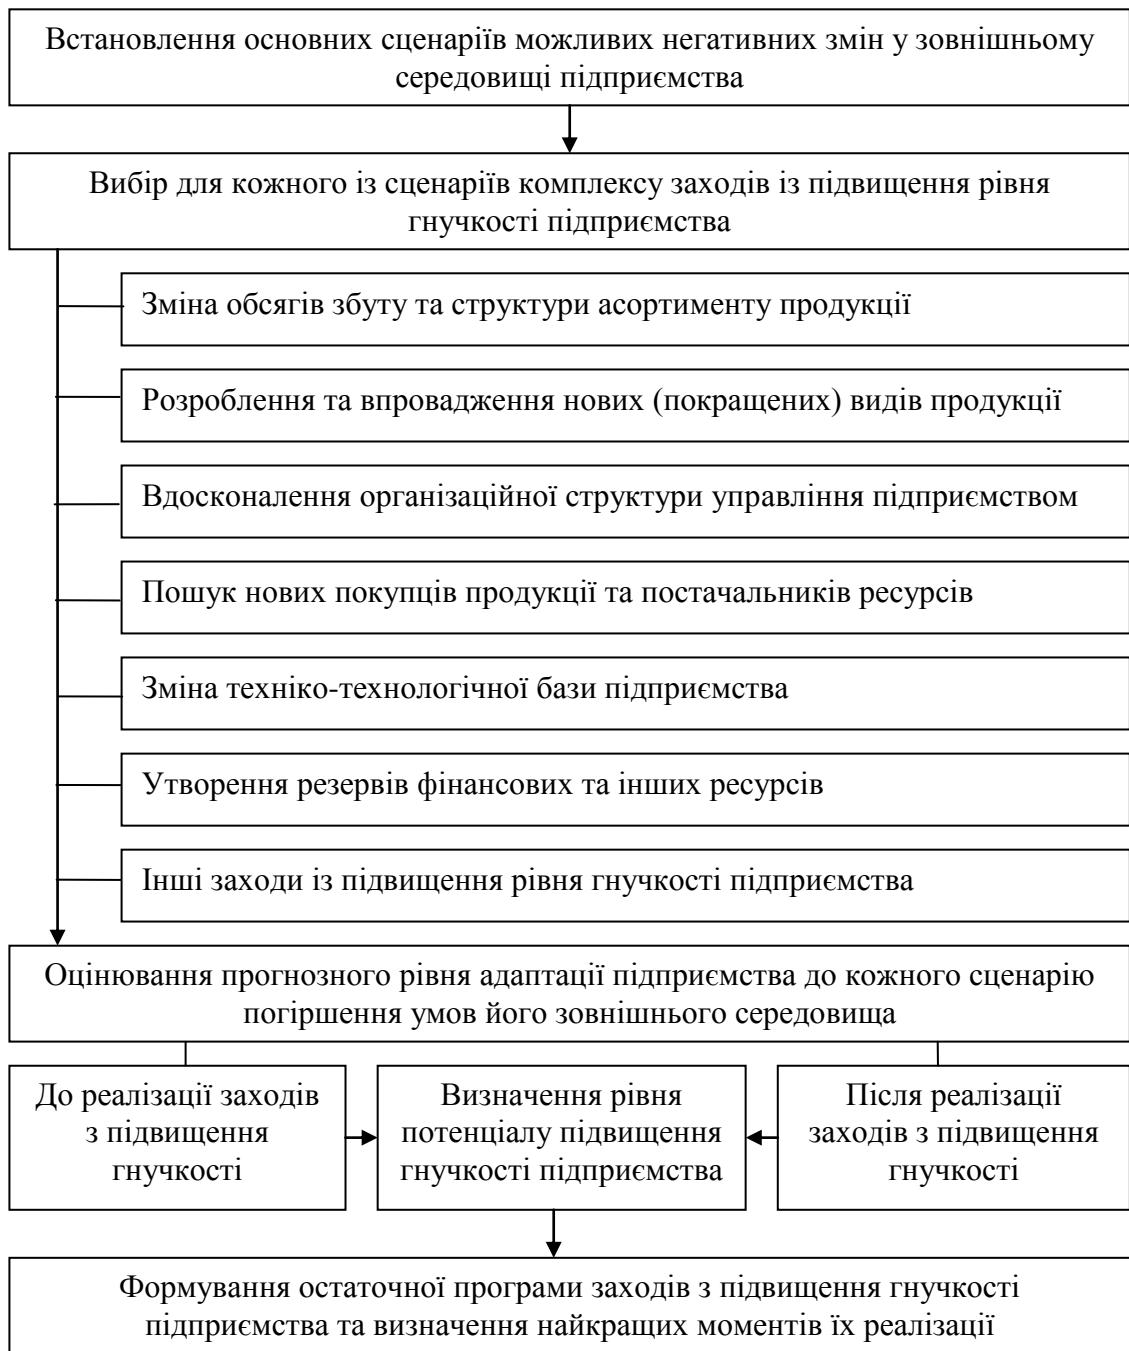 Встановлення основних сценаріїв можливих негативних змін у зовнішньому
середовищі підприємства
Вибір для кожного із сценаріїв комплексу заходів із підвищення рівня
гнучкості підприємства
Зміна обсягів збуту та структури асортименту продукції
Розроблення та впровадження нових (покращених) видів продукції
Вдосконалення організаційної структури управління підприємством
Пошук нових покупців продукції та постачальників ресурсів
Зміна техніко-технологічної бази підприємства
Утворення резервів фінансових та інших ресурсів
Інші заходи із підвищення рівня гнучкості підприємства
Оцінювання прогнозного рівня адаптації підприємства до кожного сценарію
погіршення умов його зовнішнього середовища
До реалізації заходів
з підвищення
гнучкості
Визначення рівня
потенціалу підвищення
гнучкості підприємства
Після реалізації
заходів з підвищення
гнучкості
Формування остаточної програми заходів з підвищення гнучкості
підприємства та визначення найкращих моментів їх реалізації